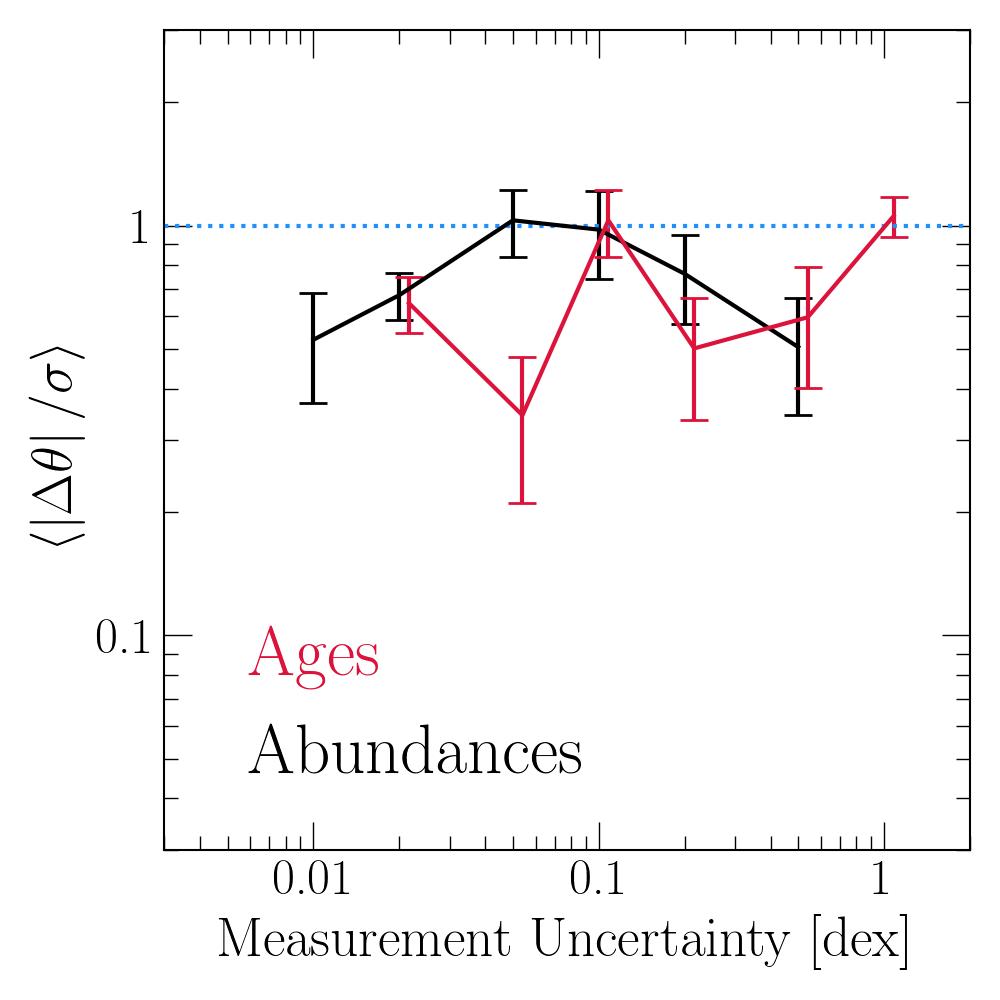 1
0.1
⟨|Δθ| /σ⟩
Ages
Abundances
0.01 0.1 1
Measurement Uncertainty [dex]